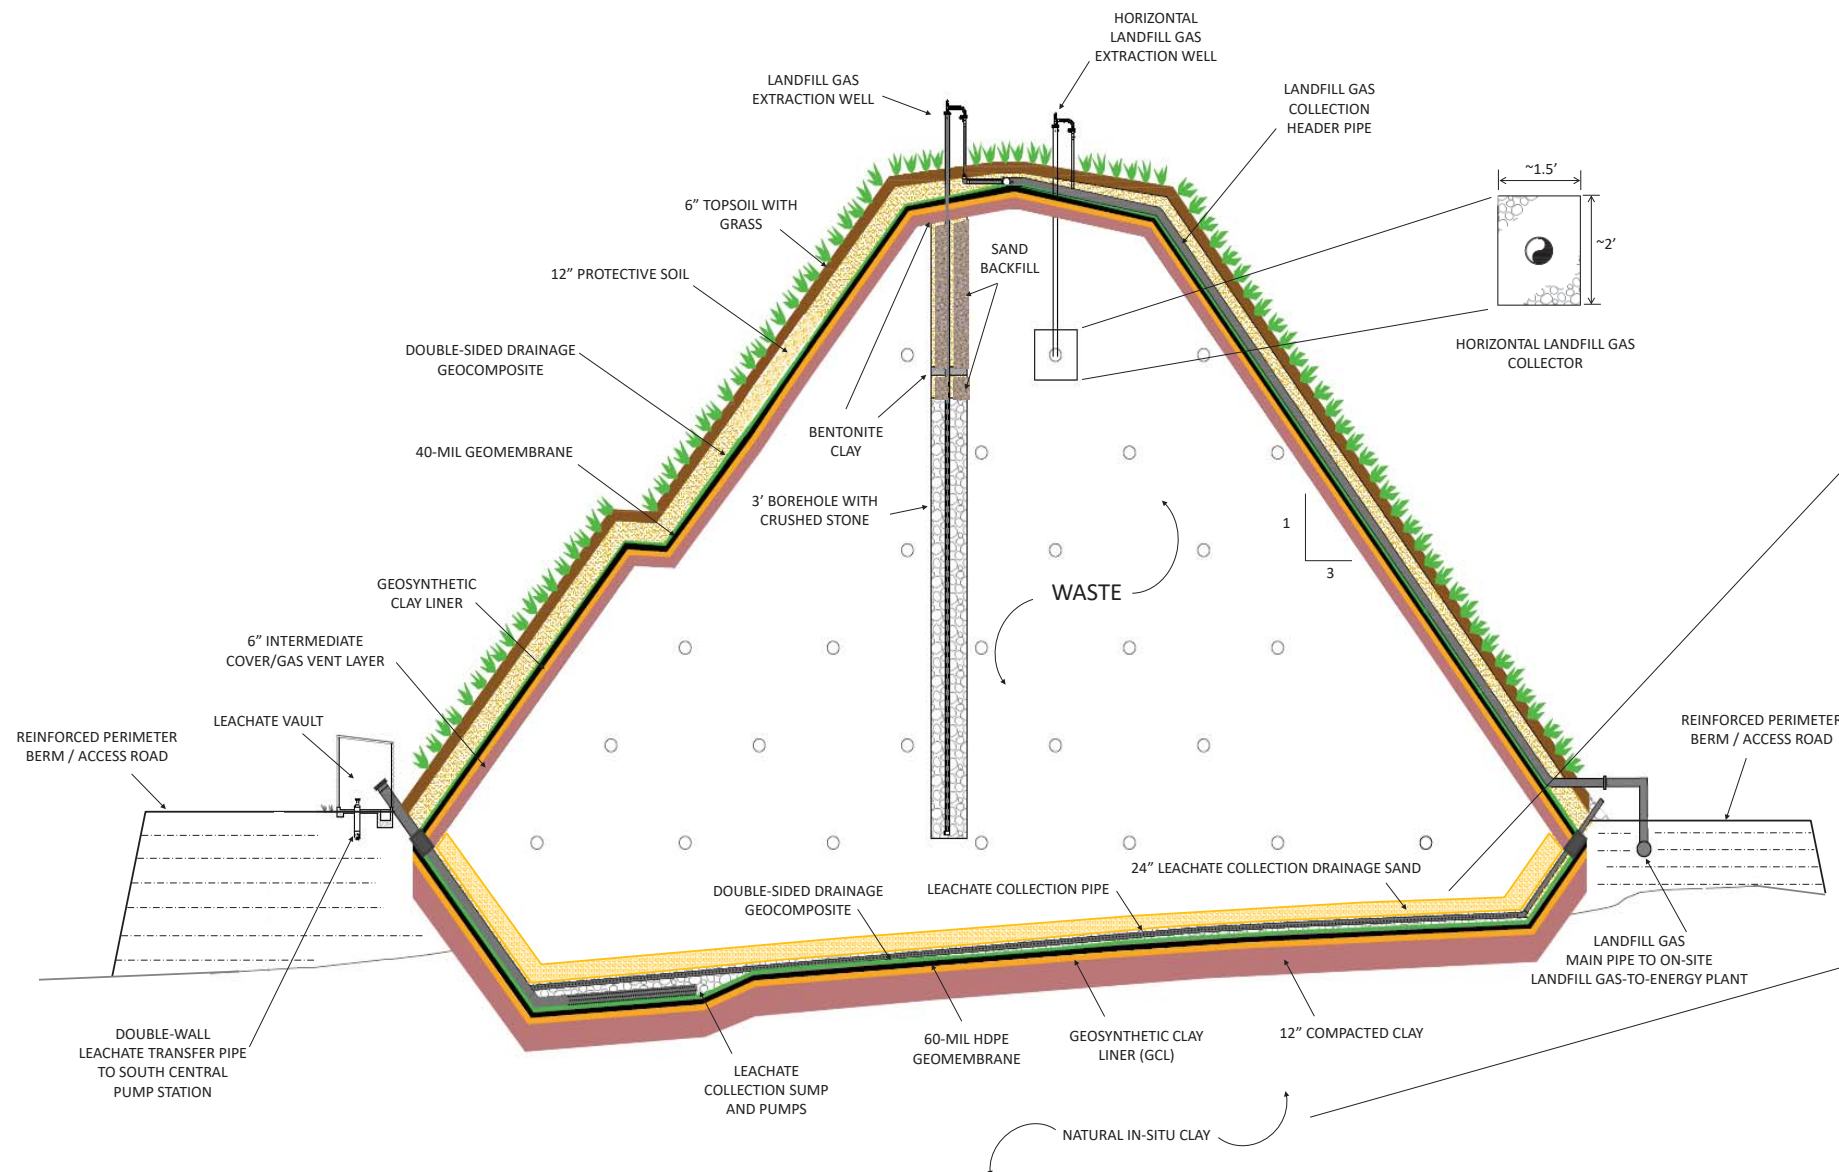 HORIZONTAL
LANDFILL GAS
EXTRACTION WELL
LANDFILL GAS
EXTRACTION WELL
LANDFILL GAS
COLLECTION
HEADER PIPE
~1.5’
~2’
HORIZONTAL LANDFILL GAS
COLLECTOR
6” TOPSOIL WITH
GRASS
12” PROTECTIVE SOIL
SAND
BACKFILL
DOUBLE-SIDED DRAINAGE
GEOCOMPOSITE
BENTONITE
CLAY
40-MIL GEOMEMBRANE
3’ BOREHOLE WITH
CRUSHED STONE
1
3
WASTE
GEOSYNTHETIC
CLAY LINER
6” INTERMEDIATE
COVER/GAS VENT LAYER
LEACHATE VAULT
REINFORCED PERIMETER
BERM / ACCESS ROAD
REINFORCED PERIMETER
BERM / ACCESS ROAD
24” LEACHATE COLLECTION DRAINAGE SAND
LEACHATE COLLECTION PIPE
DOUBLE-SIDED DRAINAGE
GEOCOMPOSITE
LANDFILL GAS
MAIN PIPE TO ON-SITE
LANDFILL GAS-TO-ENERGY PLANT
DOUBLE-WALL
LEACHATE TRANSFER PIPE
TO SOUTH CENTRAL
PUMP STATION
LEACHATE
COLLECTION SUMP
AND PUMPS
60-MIL HDPE
GEOMEMBRANE
GEOSYNTHETIC CLAY
LINER (GCL)
12” COMPACTED CLAY
NATURAL IN-SITU CLAY